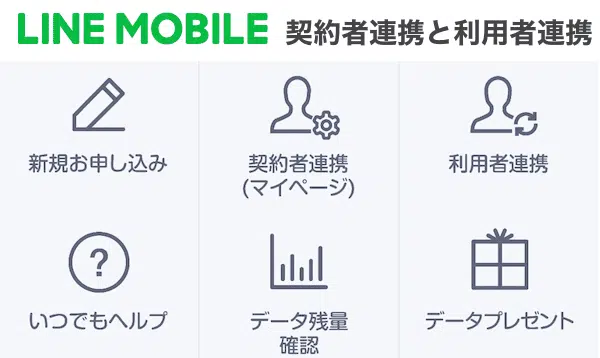 LINE MOBILE 契約者連携と利用者連携
新規お申し込み
契約者連携
(マイページ)
利用者連携
?
いつでもヘルプ
データ残量
確認
データプレゼント